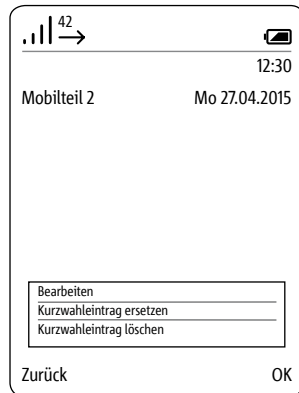 42
12:30
Mobilteil 2 Mo 27.04.2015
Bearbeiten
Kurzwahleintrag ersetzen
Kurzwahleintrag löschen
Zurück OK